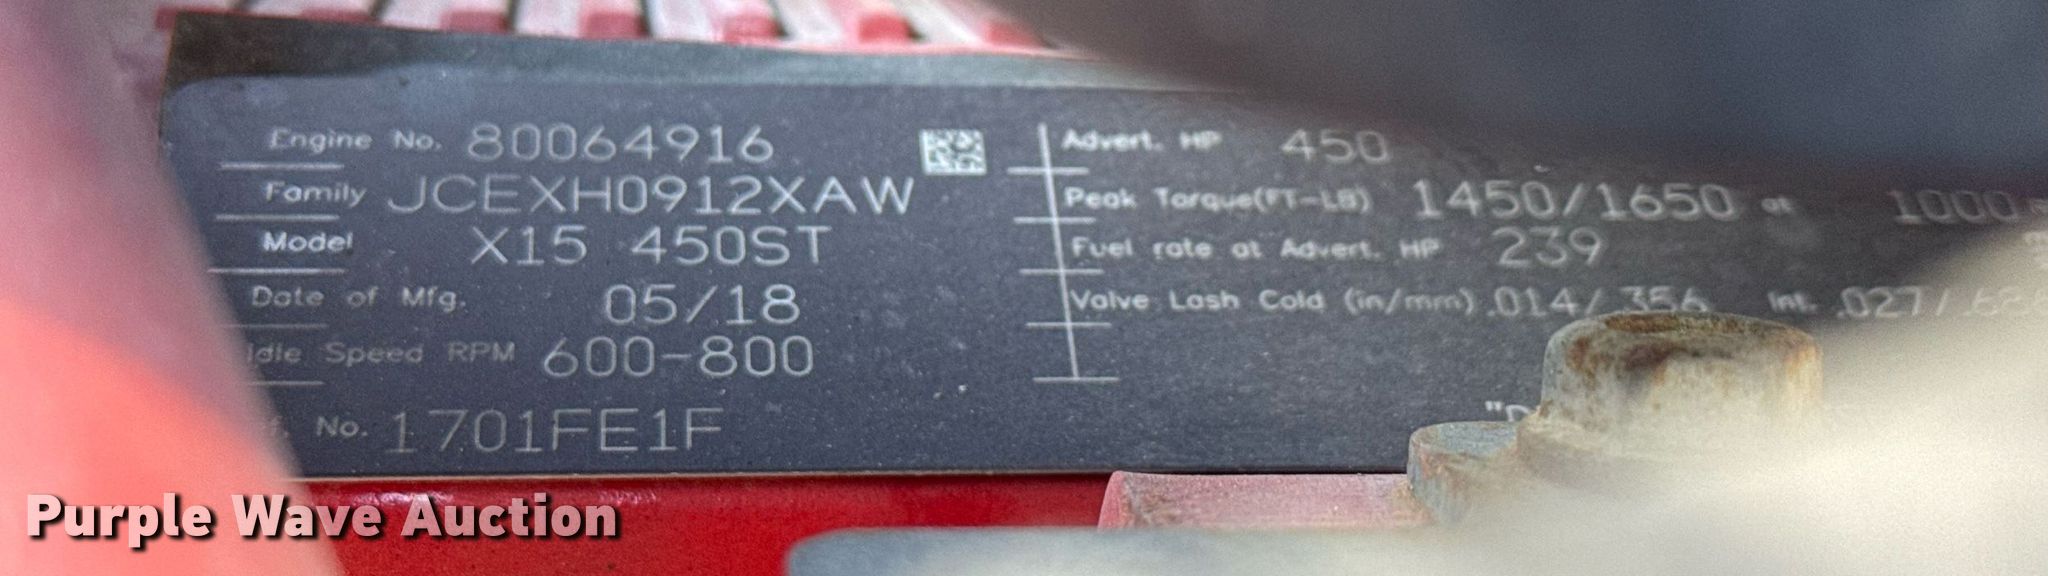 Engine No. 80064916
Family JCEXH0912XAW
Model X15 450ST
Date of Mfg. 05/18
Idle Speed RPM 600-800
No. 1701FE1F
Advert. HP 450
Peak Torque(FT-LB) 1450/1650 at 1000
Fuel rate at Advert. HP 239
Valve Lash Cold (in/mm) .014/.356 Int. .027/
Purple Wave Auction